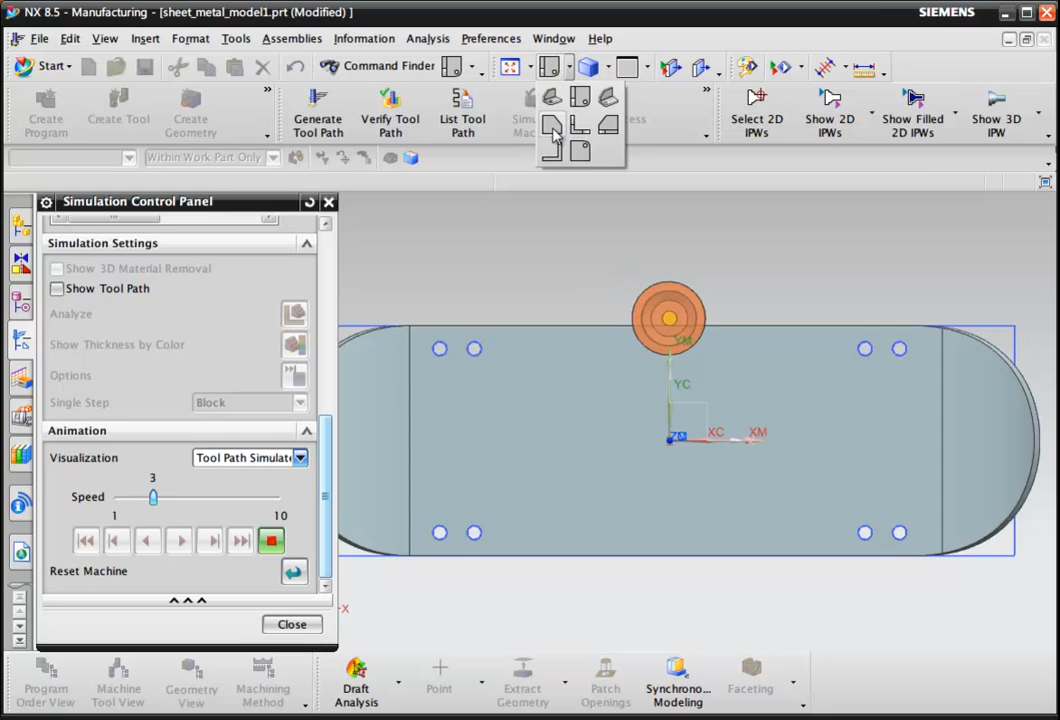 NX 8.5 - Manufacturing - [sheet_metal_model1.prt (Modified) ]
SIEMENS
File Edit View Insert Format Tools Assemblies Information Analysis Preferences Window Help
Start
Command Finder
Create Program
Create Tool
Create Geometry
Generate Tool Path
Verify Tool Path
List Tool Path
Select 2D IPWs
Show 2D IPWs
Show Filled 2D IPWs
Show 3D IPW
Within Work Part Only
Simulation Control Panel
Simulation Settings
Show 3D Material Removal
Show Tool Path
Analyze
Show Thickness by Color
Options
Single Step Block
Animation
Visualization Tool Path Simulat
3
Speed
1 10
Reset Machine
Close
YM
YC
XC XM
X
Program Order View
Machine Tool View
Geometry View
Machining Method
Draft Analysis
Point
Extract Geometry
Patch Openings
Synchrono... Modeling
Faceting